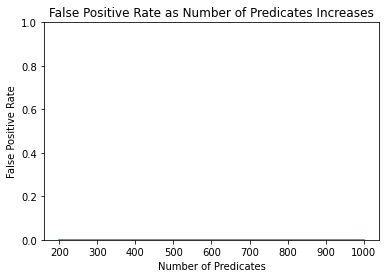 False Positive Rate as Number of Predicates Increases
1.0
0.8
0.6
0.4
0.2
0.0
False Positive Rate
200 300 400 500 600 700 800 900 1000
Number of Predicates